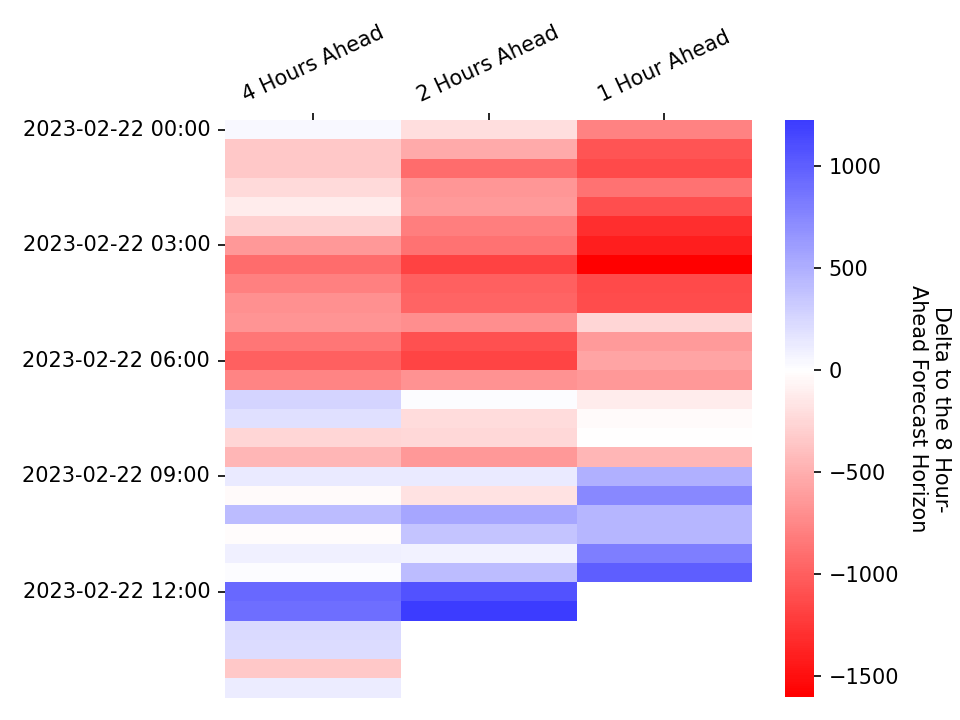 4 Hours Ahead
2 Hours Ahead
1 Hour Ahead
2023-02-22 00:00
2023-02-22 03:00
2023-02-22 06:00
2023-02-22 09:00
2023-02-22 12:00
1000
500
0
−500
−1000
−1500
Delta to the 8 Hour-
Ahead Forecast Horizon